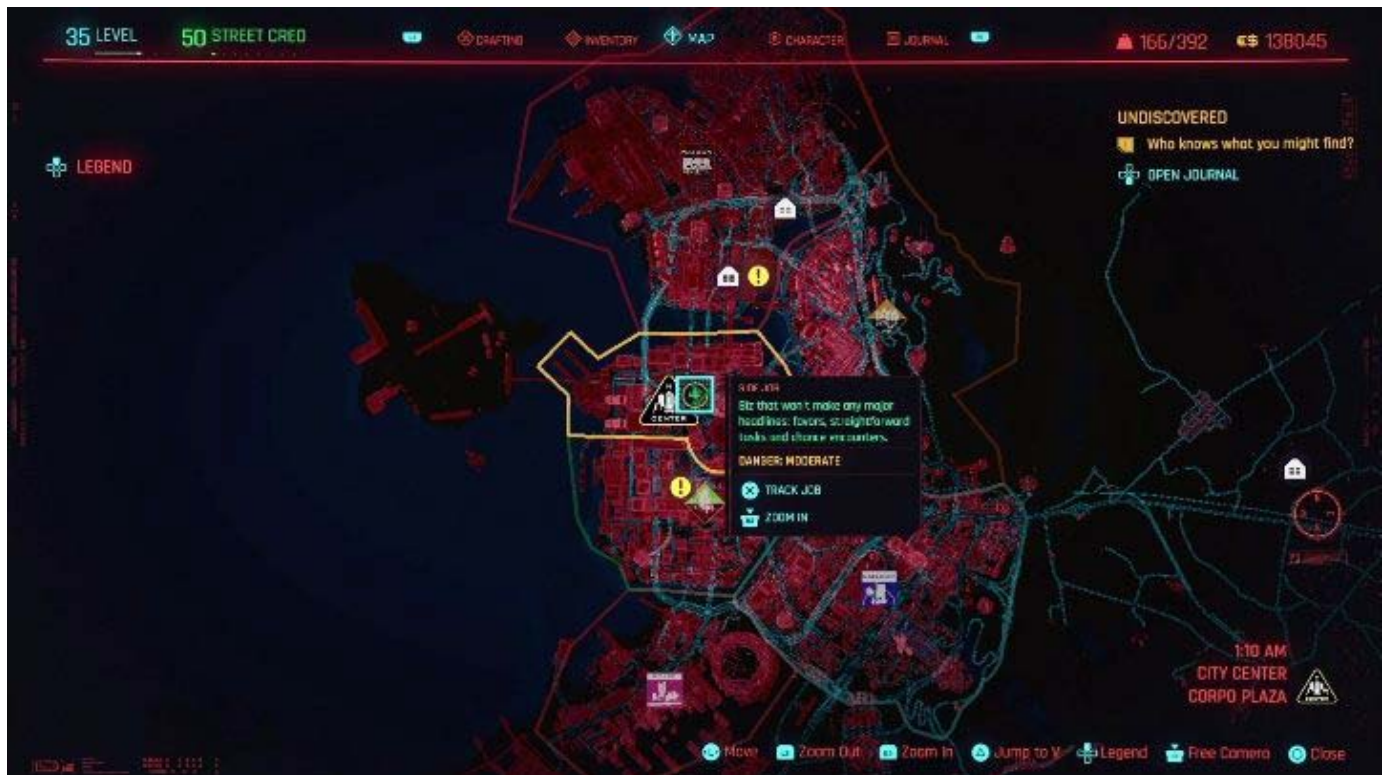 35 LEVEL
50 STREET CRED
CRAFTING
INVENTORY
MAP
CHARACTER
JOURNAL
166/392
€$ 138045
LEGEND
UNDISCOVERED
Who knows what you might find?
OPEN JOURNAL
CENTER
SIDE JOB
Biz that won't make any major
headlines: favors, straightforward
tasks and chance encounters.
DANGER: MODERATE
TRACK JOB
ZOOM IN
1:10 AM
CITY CENTER
CORPO PLAZA
Move
Zoom Out
Zoom In
Jump to V
Legend
Free Camera
Close